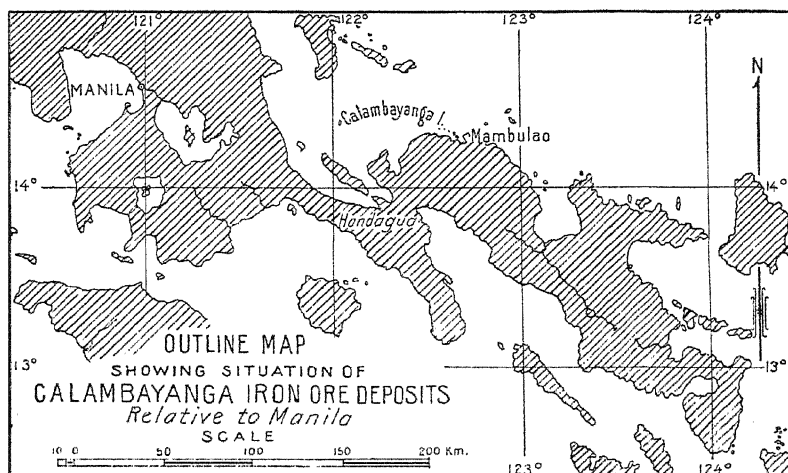 121° 122° 123° 124°
N
MANILA
Calambayanga I.
Mambulao
14° 14°
Hondagua
13° 13°
OUTLINE MAP
SHOWING SITUATION OF
CALAMBAYANGA IRON ORE DEPOSITS
Relative to Manila
SCALE
10 0 50 100 150 200 Km.
123° 124°